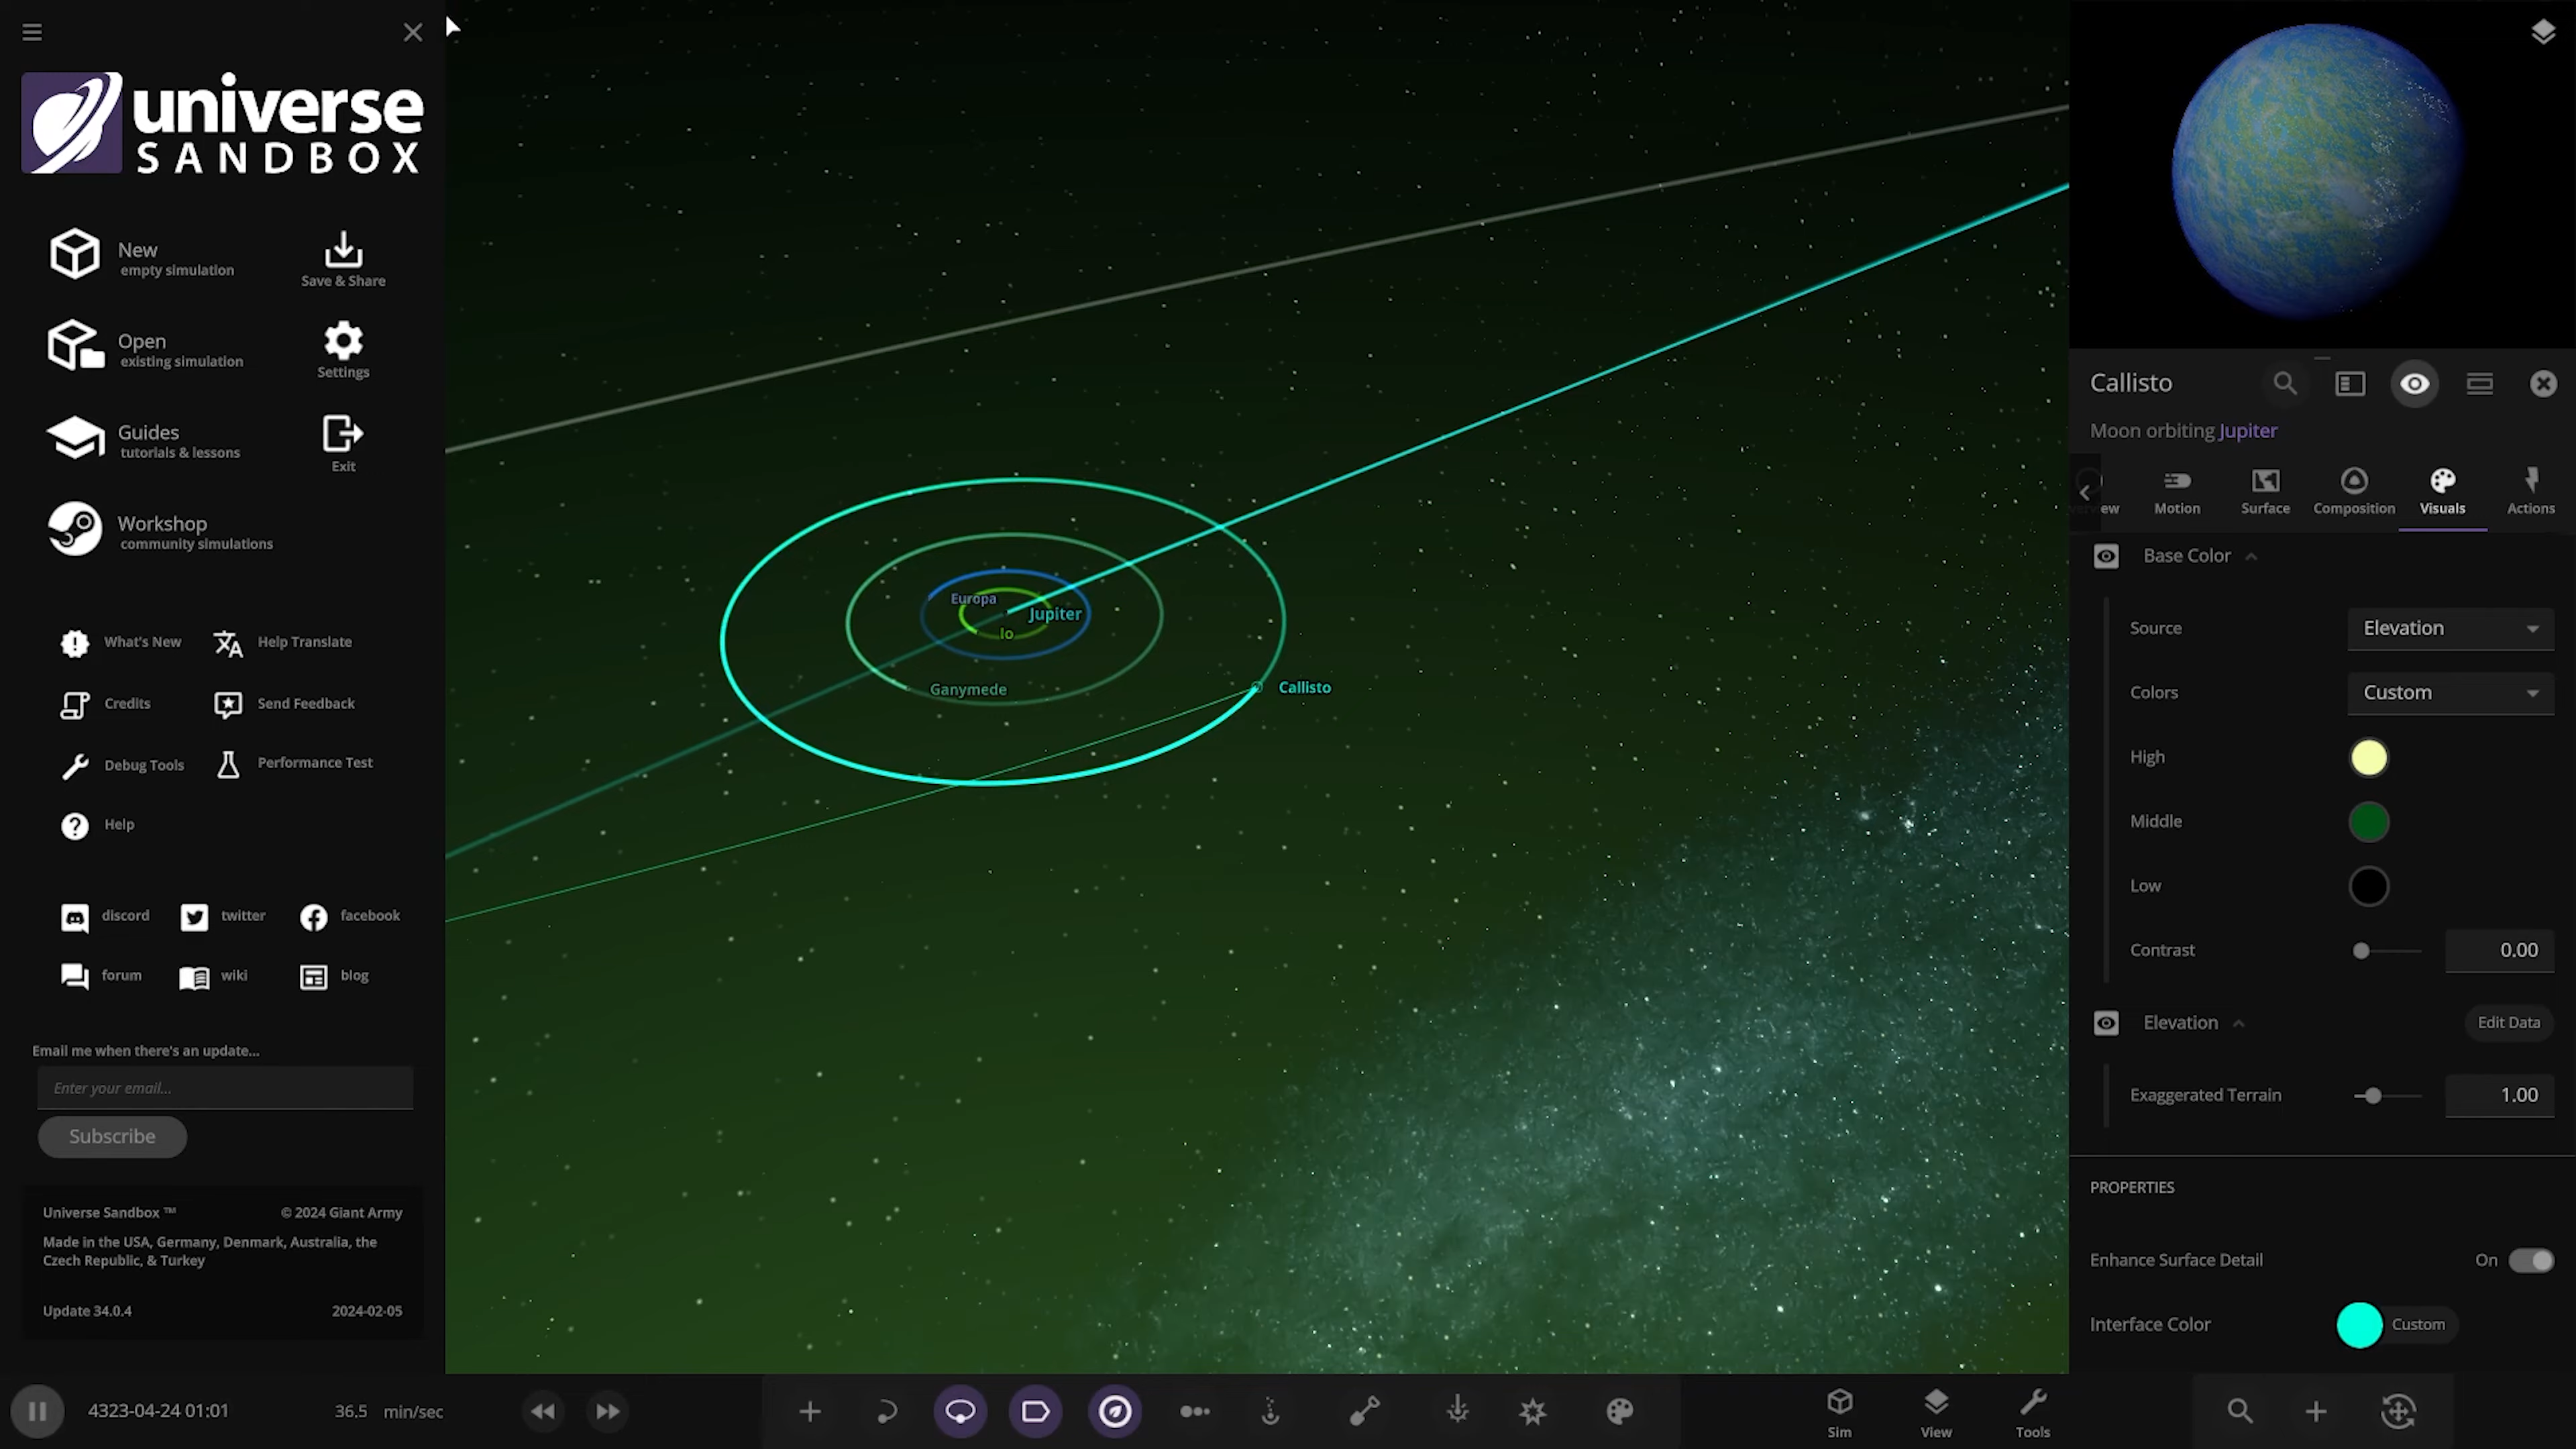 universe
SANDBOX
New
empty simulation
Save & Share
Open
existing simulation
Settings
Guides
tutorials & lessons
Exit
Workshop
community simulations
What's New
Help Translate
Credits
Send Feedback
Debug Tools
Performance Test
Help
discord
twitter
facebook
forum
wiki
blog
Email me when there's an update...
Enter your email...
Subscribe
Universe Sandbox ™
© 2024 Giant Army
Made in the USA, Germany, Denmark, Australia, the
Czech Republic, & Turkey
Update 34.0.4
2024-02-05
4323-04-24 01:01
36.5 min/sec
Europa
Jupiter
Io
Ganymede
Callisto
Sim
View
Tools
Callisto
Moon orbiting Jupiter
ew
Motion
Surface
Composition
Visuals
Actions
Base Color
Source
Elevation
Colors
Custom
High
Middle
Low
Contrast
0.00
Elevation
Edit Data
Exaggerated Terrain
1.00
PROPERTIES
Enhance Surface Detail
On
Interface Color
Custom